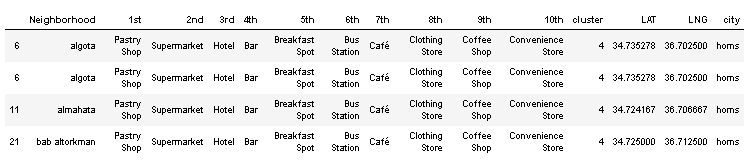 Neighborhood 1st 2nd 3rd 4th 5th 6th 7th 8th 9th 10th cluster LAT LNG city
6 algota Pastry Shop Supermarket Hotel Bar Breakfast Spot Bus Station Café Clothing Store Coffee Shop Convenience Store 4 34.735278 36.702500 homs
6 algota Pastry Shop Supermarket Hotel Bar Breakfast Spot Bus Station Café Clothing Store Coffee Shop Convenience Store 4 34.735278 36.702500 homs
11 almahata Pastry Shop Supermarket Hotel Bar Breakfast Spot Bus Station Café Clothing Store Coffee Shop Convenience Store 4 34.724167 36.706667 homs
21 bab altorkman Pastry Shop Supermarket Hotel Bar Breakfast Spot Bus Station Café Clothing Store Coffee Shop Convenience Store 4 34.725000 36.712500 homs